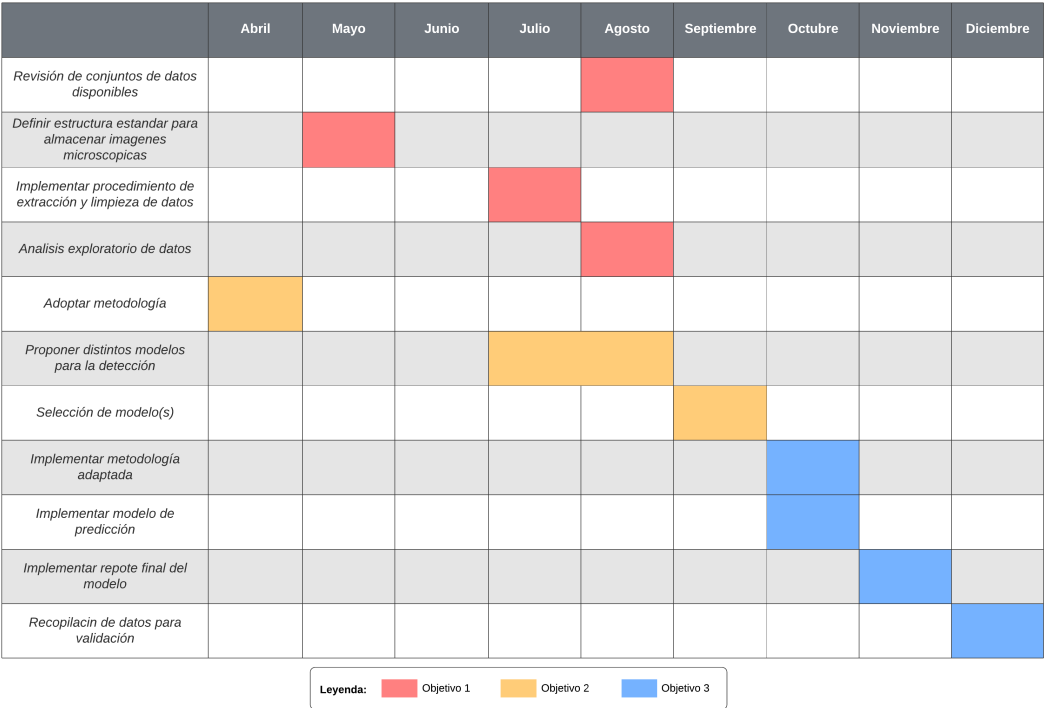 Abril Mayo Junio Julio Agosto Septiembre Octubre Noviembre Diciembre
Revisión de conjuntos de datos
disponibles
Definir estructura estandar para
almacenar imagenes
microscopicas
Implementar procedimiento de
extracción y limpieza de datos
Analisis exploratorio de datos
Adoptar metodología
Proponer distintos modelos
para la detección
Selección de modelo(s)
Implementar metodología
adaptada
Implementar modelo de
predicción
Implementar repote final del
modelo
Recopilacin de datos para
validación
Leyenda: Objetivo 1 Objetivo 2 Objetivo 3